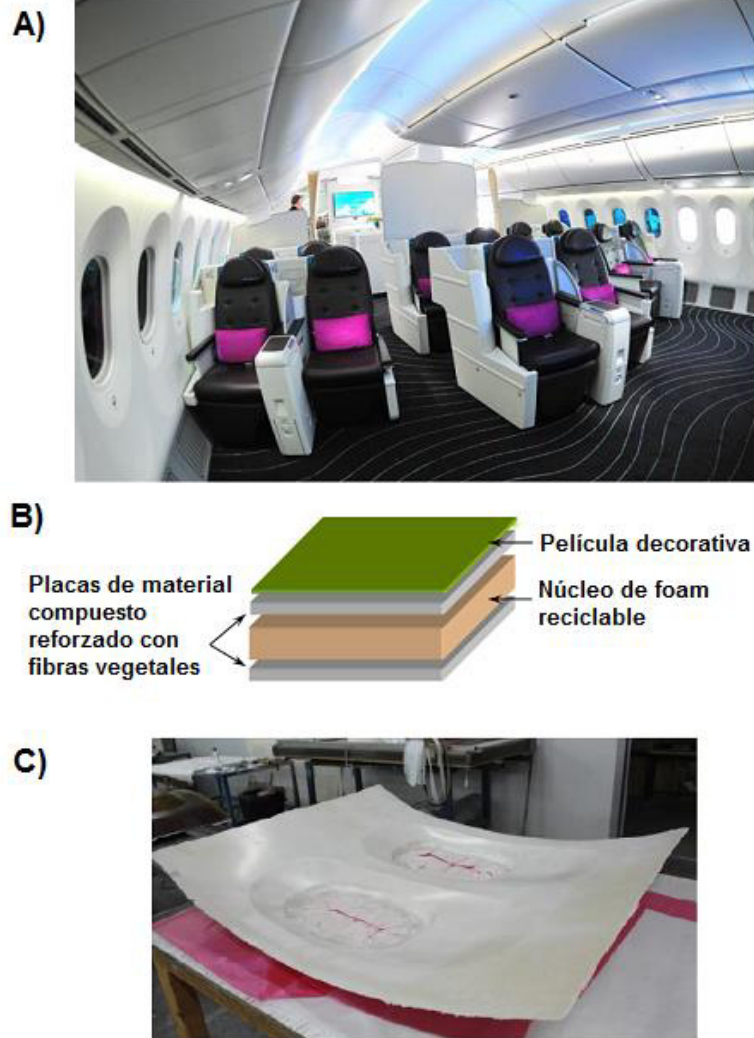 A)
B)
Película decorativa
Placas de material
compuesto
reforzado con
fibras vegetales
Núcleo de foam
reciclable
C)